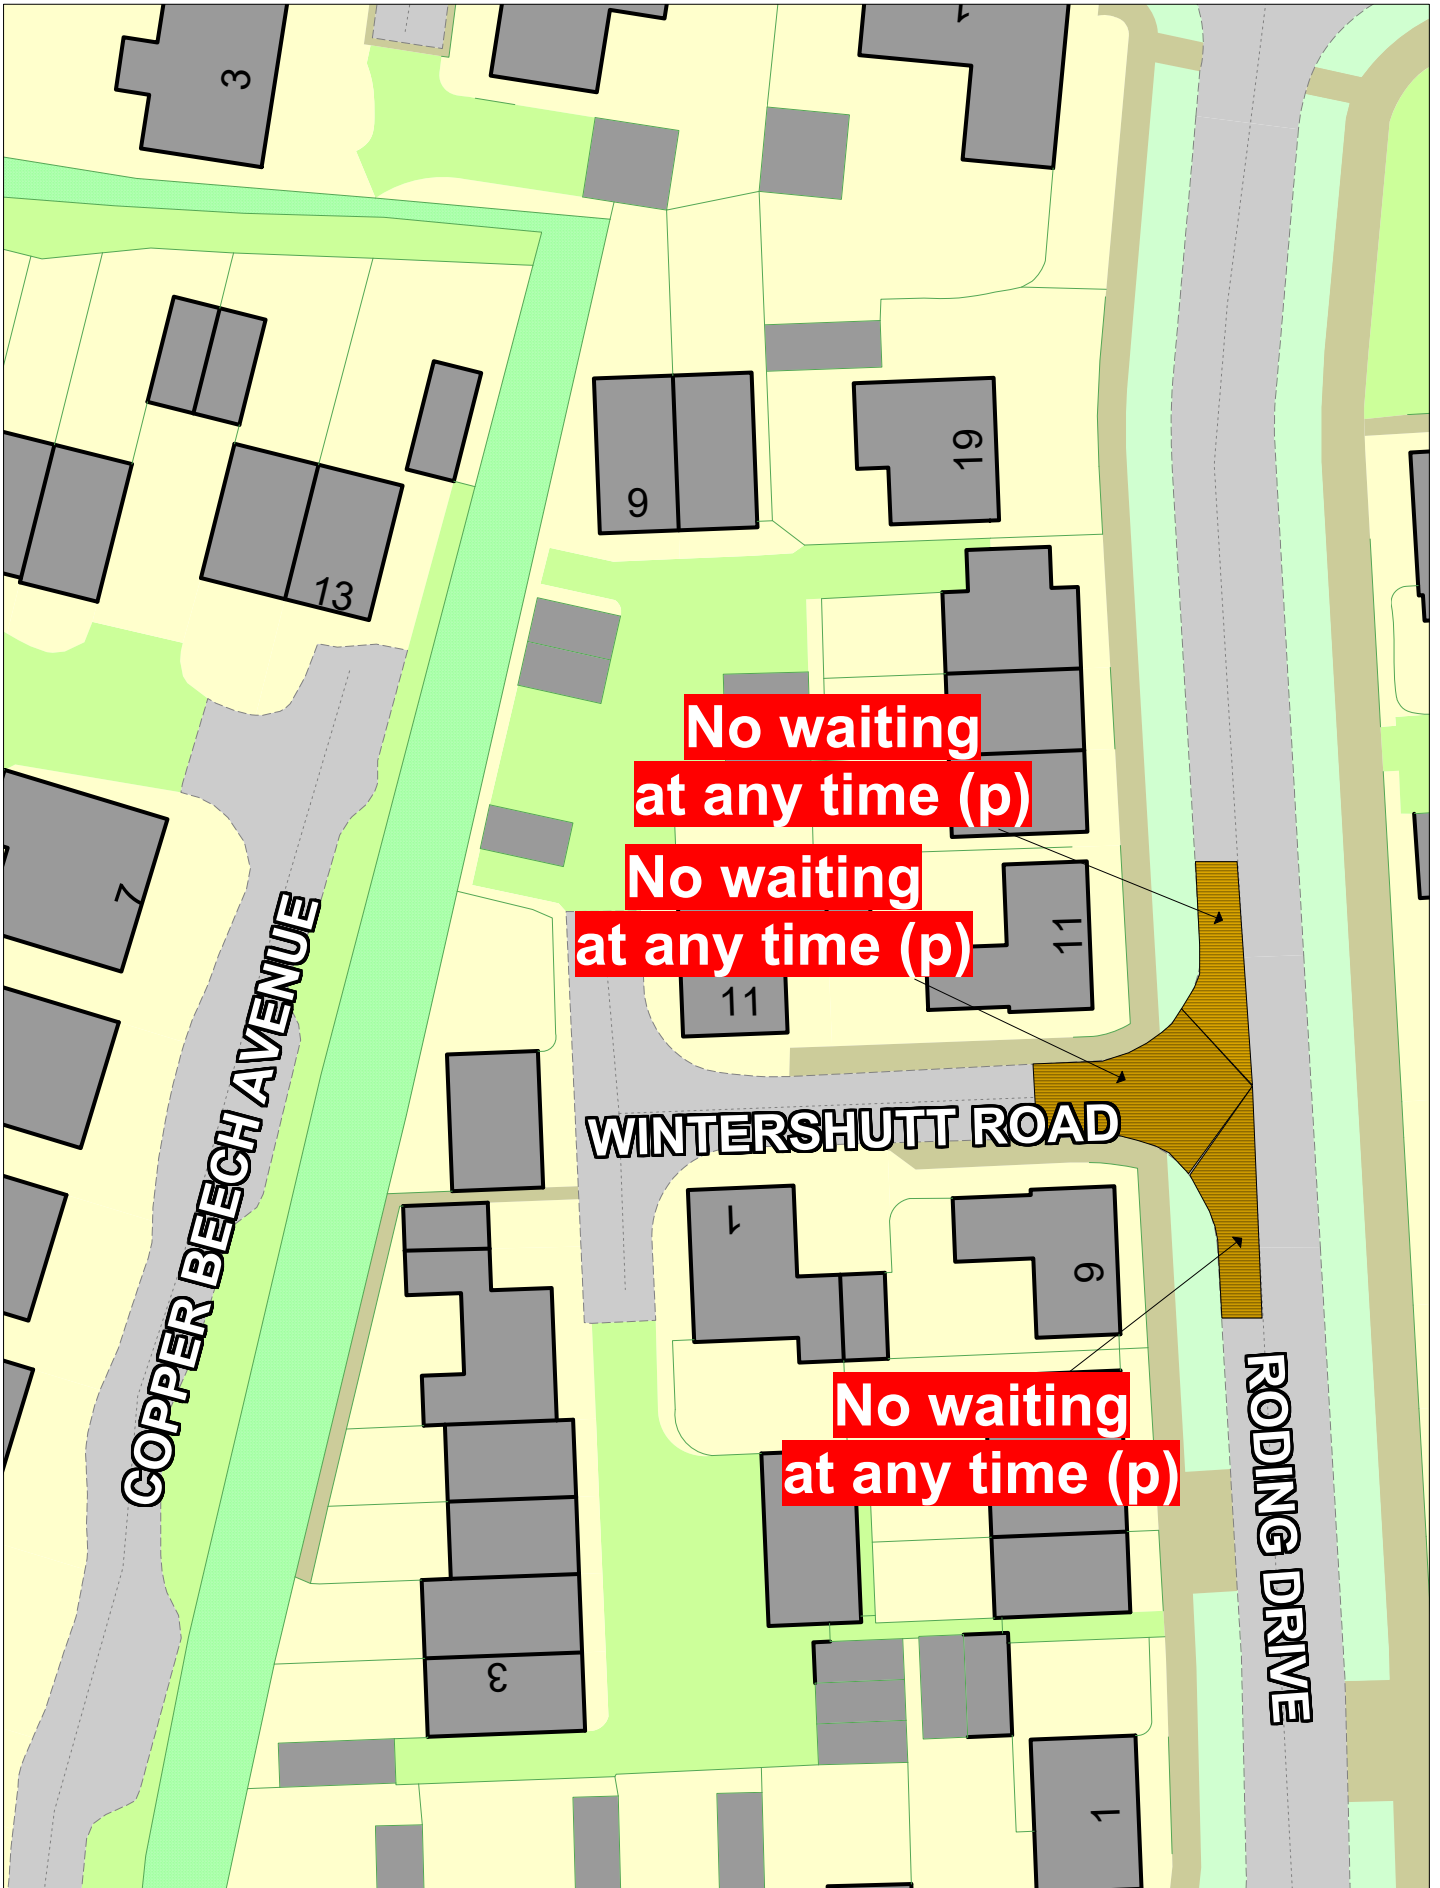 3
1
19
9
13
No waiting
at any time (p)
No waiting
at any time (p)
7
11
11
COPPER BEECH AVENUE
WINTERSHUTT ROAD
1
9
No waiting
at any time (p)
RODING DRIVE
3
1